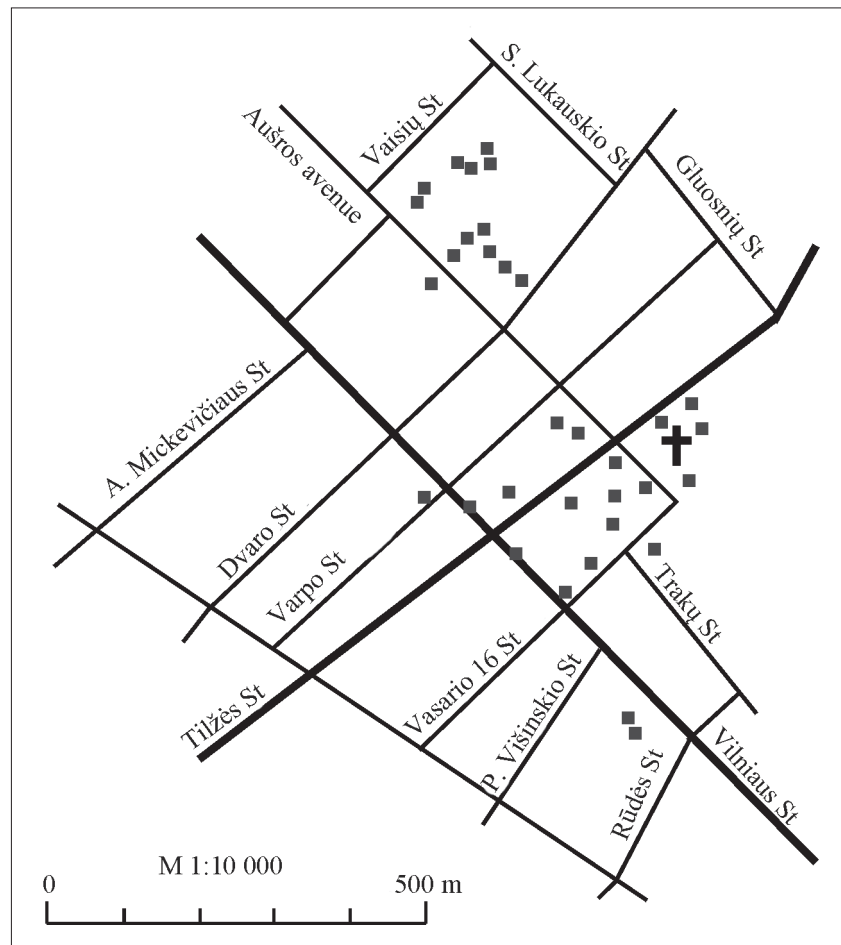 S. Lukauskio St
Vaisių St
Aušros avenue
Gluosnių St
A. Mickevičiaus St
Dvaro St
Varpo St
Tilžės St
Vasario 16 St
P. Višinskio St
Trakų St
Rūdės St
Vilniaus St
M 1:10 000
0 500 m